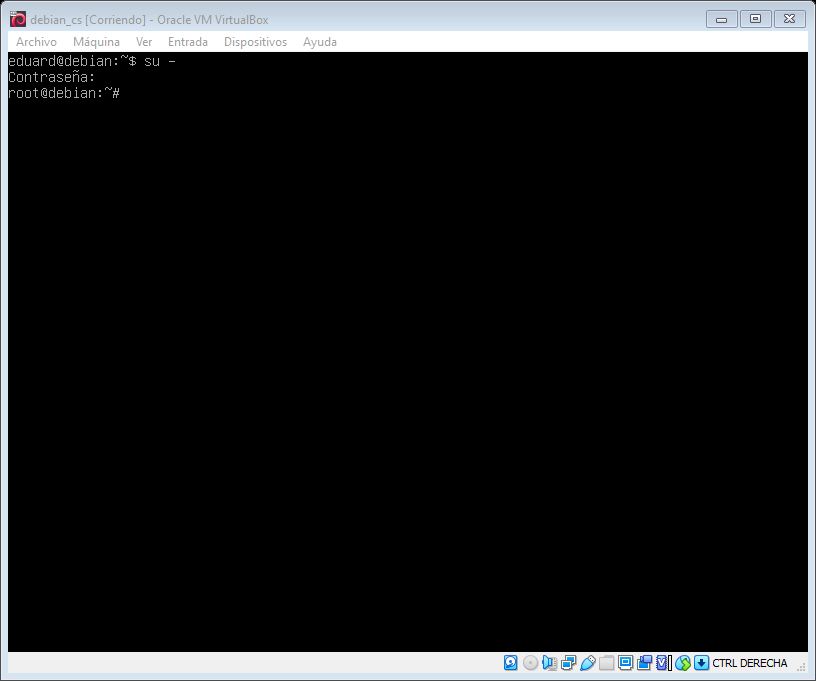 debian_cs [Corriendo] - Oracle VM VirtualBox
Archivo Máquina Ver Entrada Dispositivos Ayuda
eduard@debian:~$ su -
Contraseña:
root@debian:~#
CTRL DERECHA